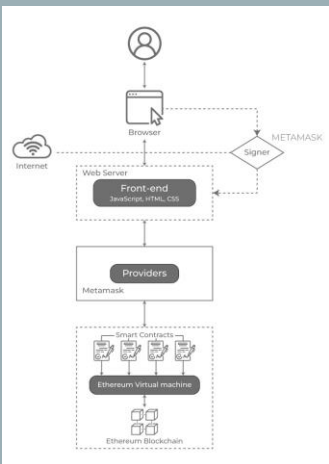 Browser
METAMASK
Signer
Internet
Web Server
Front-end
JavaScript, HTML, CSS
Providers
Metamask
Smart Contracts
Ethereum Virtual machine
Ethereum Blockchain